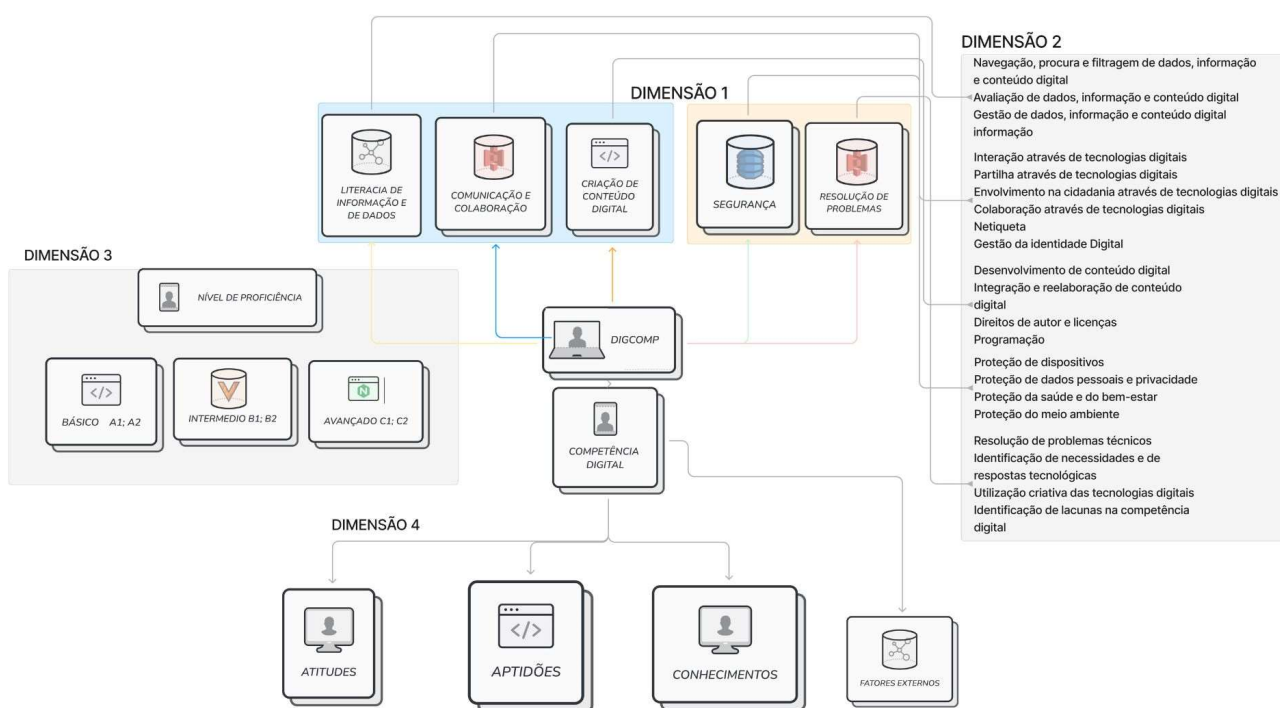 DIMENSÃO 2
Navegação, procura e filtragem de dados, informação
e conteúdo digital
Avaliação de dados, informação e conteúdo digital
Gestão de dados, informação e conteúdo digital
informação
Interação através de tecnologias digitais
Partilha através de tecnologias digitais
Envolvimento na cidadania através de tecnologias digitais
Colaboração através de tecnologias digitais
Netiqueta
Gestão da identidade Digital
Desenvolvimento de conteúdo digital
Integração e reelaboração de conteúdo
digital
Direitos de autor e licenças
Programação
Proteção de dispositivos
Proteção de dados pessoais e privacidade
Proteção da saúde e do bem-estar
Proteção do meio ambiente
Resolução de problemas técnicos
Identificação de necessidades e de
respostas tecnológicas
Utilização criativa das tecnologias digitais
Identificação de lacunas na competência
digital
DIMENSÃO 1
LITERACIA DE
INFORMAÇÃO E
DE DADOS
COMUNICAÇÃO E
COLABORAÇÃO
CRIAÇÃO DE
CONTEÚDO
DIGITAL
SEGURANÇA
RESOLUÇÃO DE
PROBLEMAS
DIMENSÃO 3
NÍVEL DE PROFICIÊNCIA
BÁSICO A1; A2
INTERMEDIO B1; B2
AVANÇADO C1; C2
DIGCOMP
COMPETÊNCIA
DIGITAL
DIMENSÃO 4
ATITUDES
APTIDÕES
CONHECIMENTOS
FATORES EXTERNOS